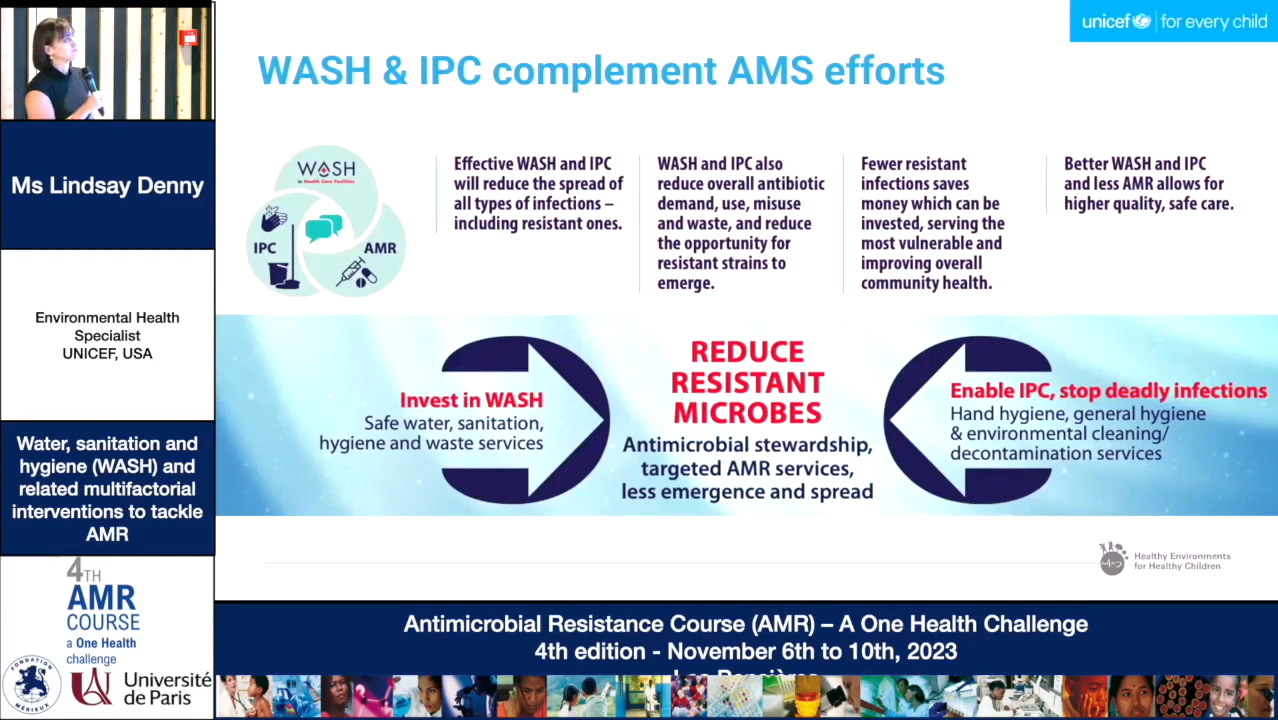 unicef for every child
WASH & IPC complement AMS efforts
WASH
in Health Care Facilities
IPC
AMR
Effective WASH and IPC
will reduce the spread of
all types of infections –
including resistant ones.
WASH and IPC also
reduce overall antibiotic
demand, use, misuse
and waste, and reduce
the opportunity for
resistant strains to
emerge.
Fewer resistant
infections saves
money which can be
invested, serving the
most vulnerable and
improving overall
community health.
Better WASH and IPC
and less AMR allows for
higher quality, safe care.
Invest in WASH
Safe water, sanitation,
hygiene and waste services
REDUCE
RESISTANT
MICROBES
Antimicrobial stewardship,
targeted AMR services,
less emergence and spread
Enable IPC, stop deadly infections
Hand hygiene, general hygiene
& environmental cleaning/
decontamination services
Healthy Environments
for Healthy Children
Ms Lindsay Denny
Environmental Health
Specialist
UNICEF, USA
Water, sanitation and
hygiene (WASH) and
related multifactorial
interventions to tackle
AMR
4TH
AMR
COURSE
a One Health
challenge
FONDATION
MÉRIEUX
Université
de Paris
Antimicrobial Resistance Course (AMR) – A One Health Challenge
4th edition - November 6th to 10th, 2023